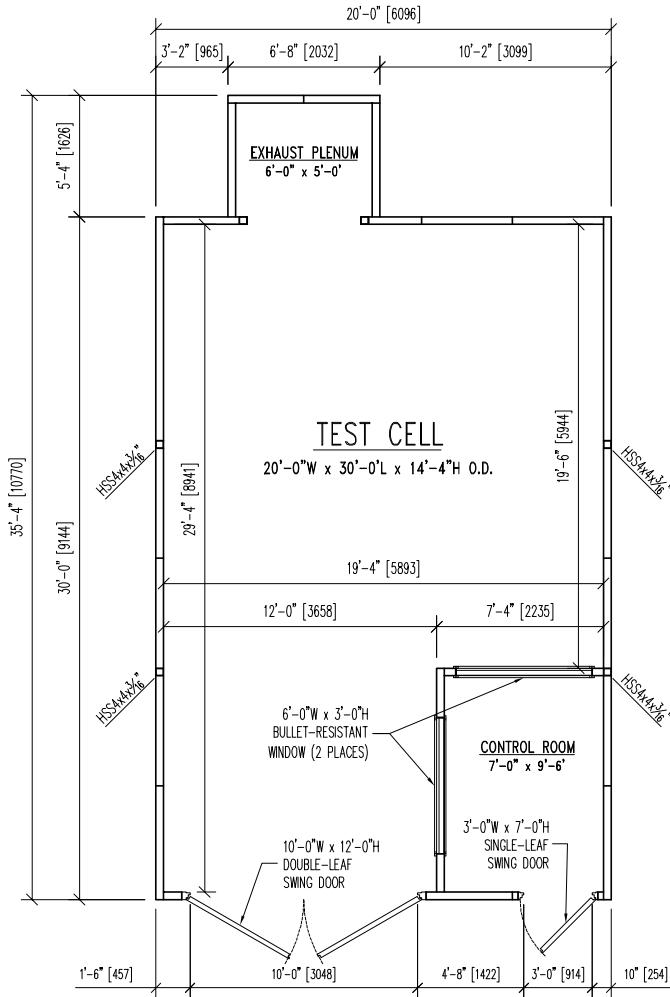 20'-0" [6096]
3'-2" [965]
6'-8" [2032]
10'-2" [3099]
5'-4" [1626]
EXHAUST PLENUM
6'-0" x 5'-0'
35'-4" [10770]
30'-0" [9144]
29'-4" [8941]
19'-6" [5944]
TEST CELL
20'-0"W x 30'-0'L x 14'-4"H O.D.
HSS4x4x3/16
HSS4x4x3/16
19'-4" [5893]
12'-0" [3658]
7'-4" [2235]
HSS4x4x3/16
HSS4x4x3/16
6'-0"W x 3'-0"H
BULLET-RESISTANT
WINDOW (2 PLACES)
CONTROL ROOM
7'-0" x 9'-6'
10'-0"W x 12'-0"H
DOUBLE-LEAF
SWING DOOR
3'-0"W x 7'-0"H
SINGLE-LEAF
SWING DOOR
1'-6" [457]
10'-0" [3048]
4'-8" [1422]
3'-0" [914]
10" [254]